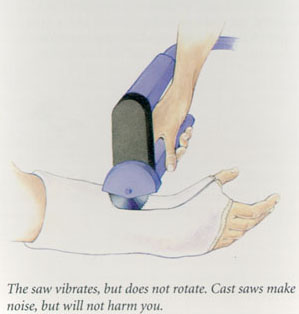 The saw vibrates, but does not rotate. Cast saws make
noise, but will not harm you.